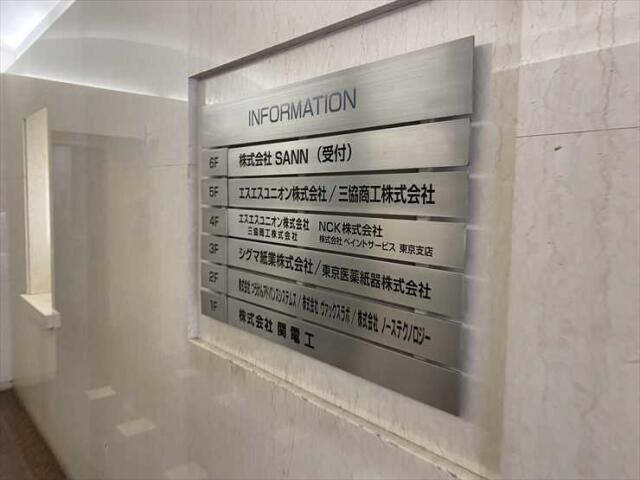 INFORMATION
6F 株式会社 SANN（受付）
5F エスエスユニオン株式会社/三協商工株式会社
4F エスエスユニオン株式会社 NCK株式会社
三協商工株式会社 株式会社 ペイントサービス 東京支店
3F シグマ紙業株式会社/東京医薬紙器株式会社
2F 株式会社 /株式会社 ヴァックスラボ/株式会社 ノーステクノロジー
1F 株式会社 関電工